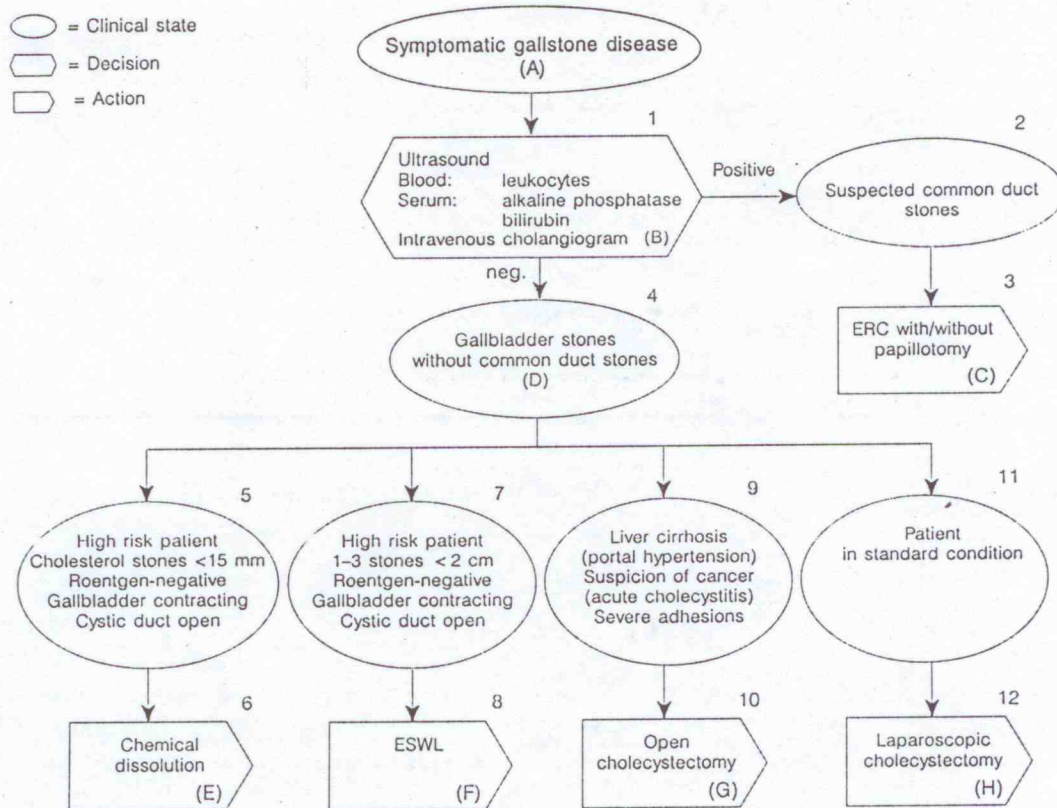 = Clinical state
= Decision
= Action
Symptomatic gallstone disease
(A)
1
Ultrasound
Blood: leukocytes
Serum: alkaline phosphatase
bilirubin
Intravenous cholangiogram (B)
Positive
2
Suspected common duct
stones
neg.
3
ERC with/without
papillotomy
(C)
4
Gallbladder stones
without common duct stones
(D)
5
High risk patient
Cholesterol stones <15 mm
Roentgen-negative
Gallbladder contracting
Cystic duct open
7
High risk patient
1–3 stones <2 cm
Roentgen-negative
Gallbladder contracting
Cystic duct open
9
Liver cirrhosis
(portal hypertension)
Suspicion of cancer
(acute cholecystitis)
Severe adhesions
11
Patient
in standard condition
6
Chemical
dissolution
(E)
8
ESWL
(F)
10
Open
cholecystectomy
(G)
12
Laparoscopic
cholecystectomy
(H)